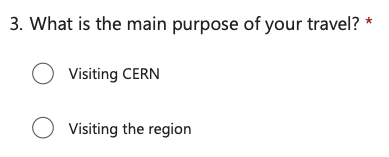 3. What is the main purpose of your travel? *
Visiting CERN
Visiting the region